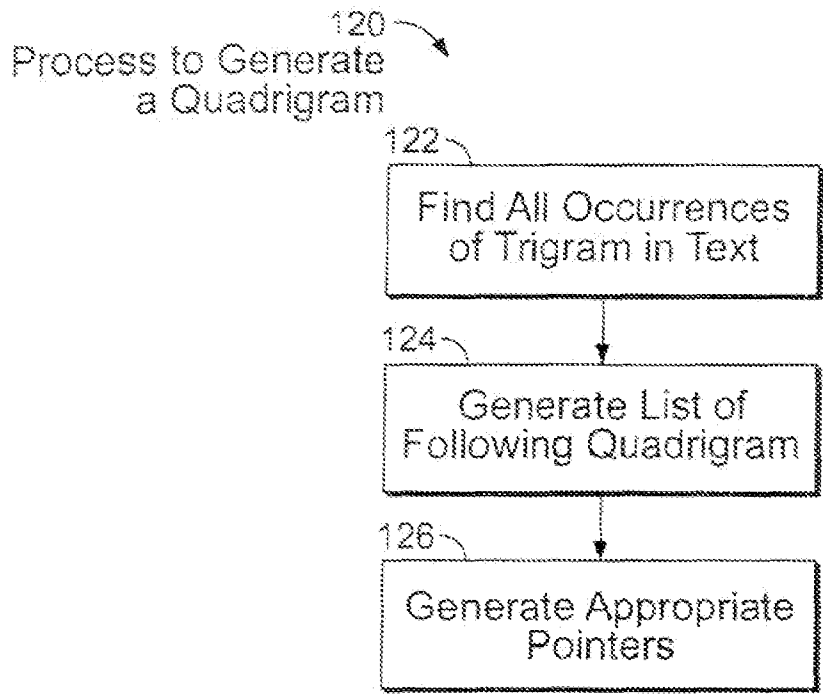 120
Process to Generate
a Quadrigram
122
Find All Occurrences
of Trigram in Text
124
Generate List of
Following Quadrigram
126
Generate Appropriate
Pointers